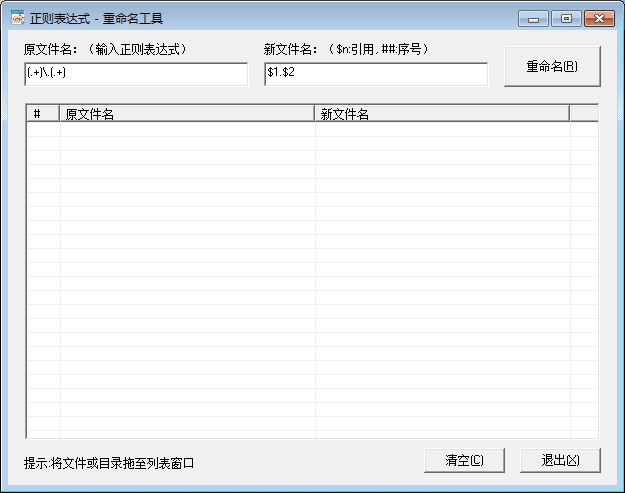 正则表达式 - 重命名工具
原文件名：（输入正则表达式）
新文件名：（$n:引用, ##:序号）
(.+)\.(.+)
$1.$2
重命名(R)
# 原文件名 新文件名
提示:将文件或目录拖至列表窗口
清空(C)
退出(X)